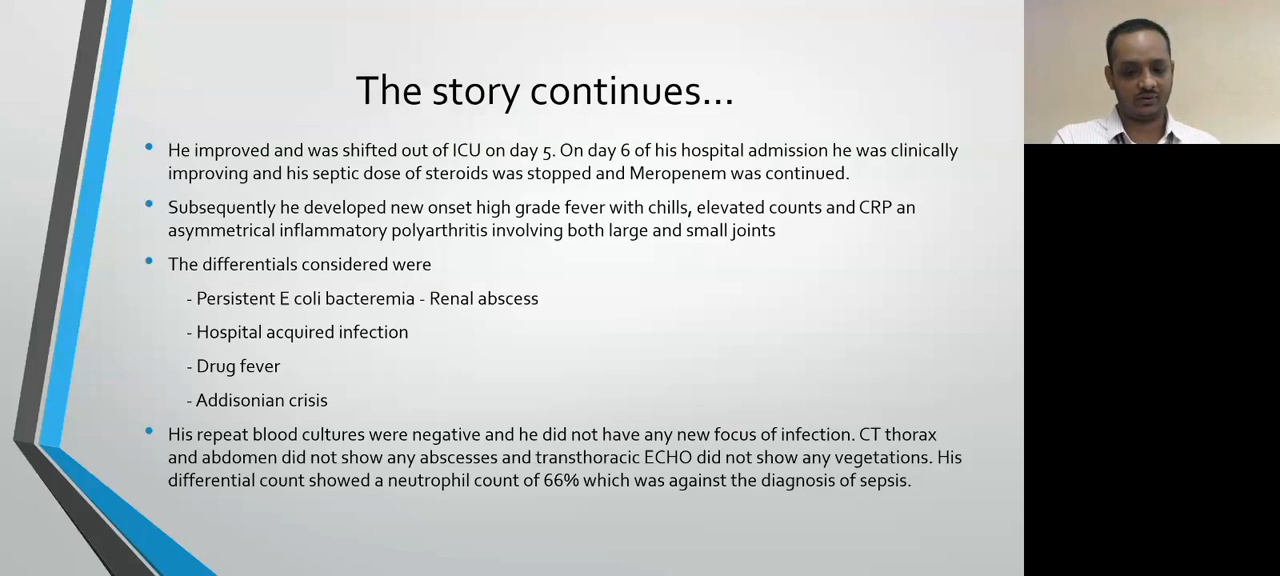 The story continues...
He improved and was shifted out of ICU on day 5. On day 6 of his hospital admission he was clinically
improving and his septic dose of steroids was stopped and Meropenem was continued.
Subsequently he developed new onset high grade fever with chills, elevated counts and CRP an
asymmetrical inflammatory polyarthritis involving both large and small joints
The differentials considered were
- Persistent E coli bacteremia - Renal abscess
- Hospital acquired infection
- Drug fever
- Addisonian crisis
His repeat blood cultures were negative and he did not have any new focus of infection. CT thorax
and abdomen did not show any abscesses and transthoracic ECHO did not show any vegetations. His
differential count showed a neutrophil count of 66% which was against the diagnosis of sepsis.